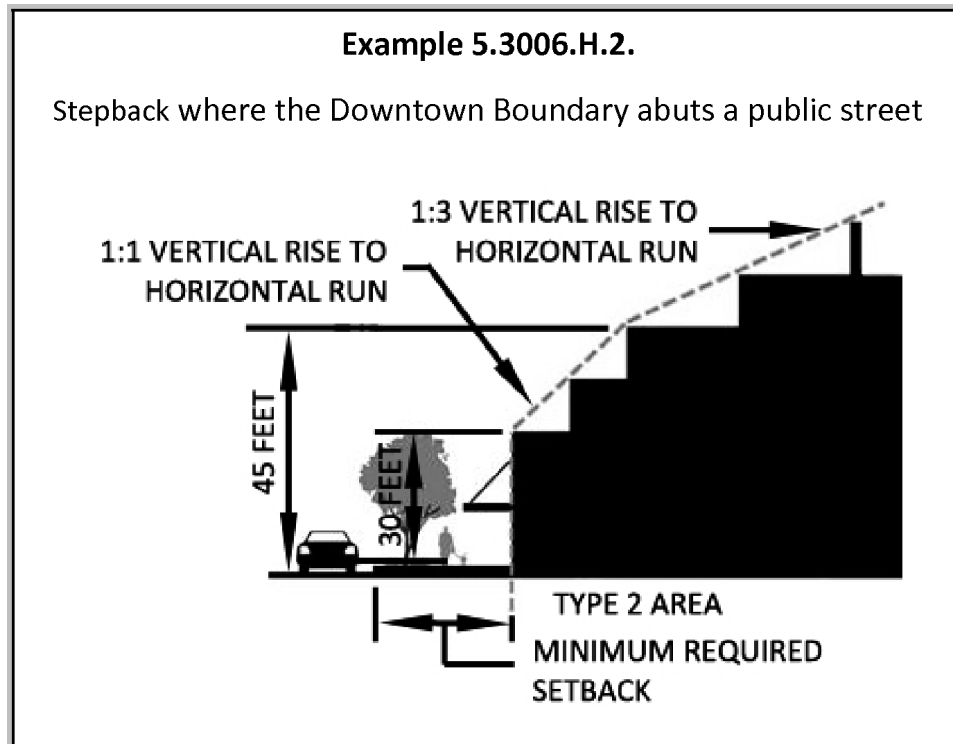 Example 5.3006.H.2.
Stepback where the Downtown Boundary abuts a public street
1:3 VERTICAL RISE TO
HORIZONTAL RUN
1:1 VERTICAL RISE TO
HORIZONTAL RUN
45 FEET
30 FEET
TYPE 2 AREA
MINIMUM REQUIRED
SETBACK